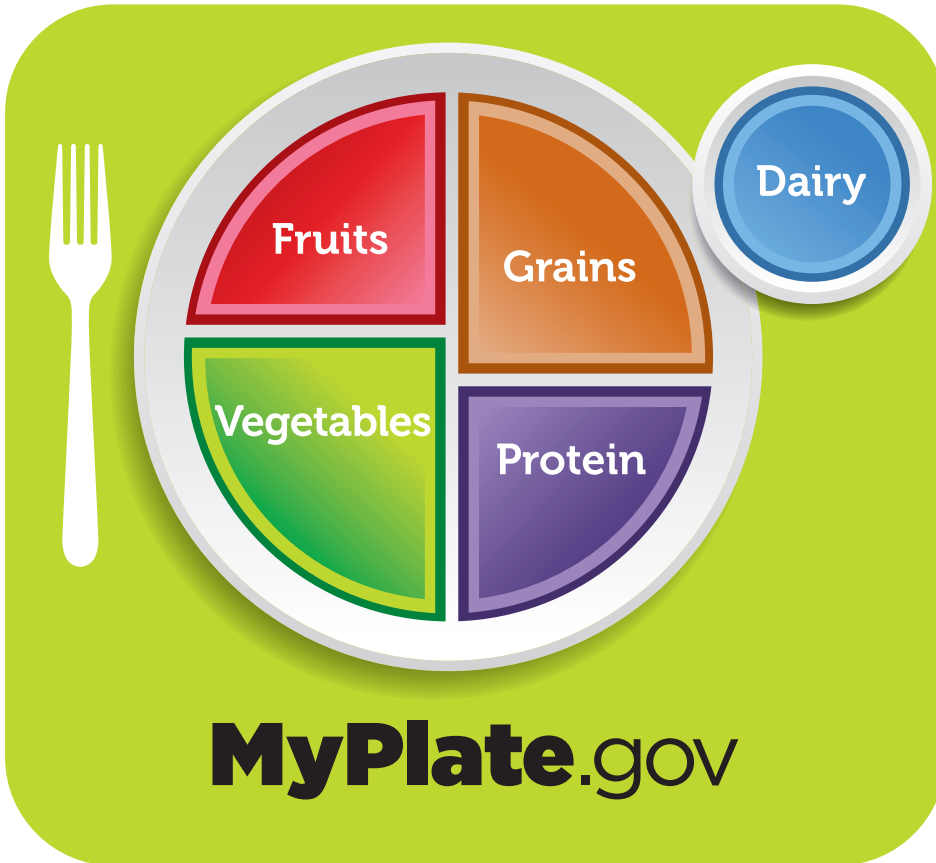 Fruits
Grains
Dairy
Vegetables
Protein
MyPlate.gov